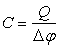 C = Q / Δφ